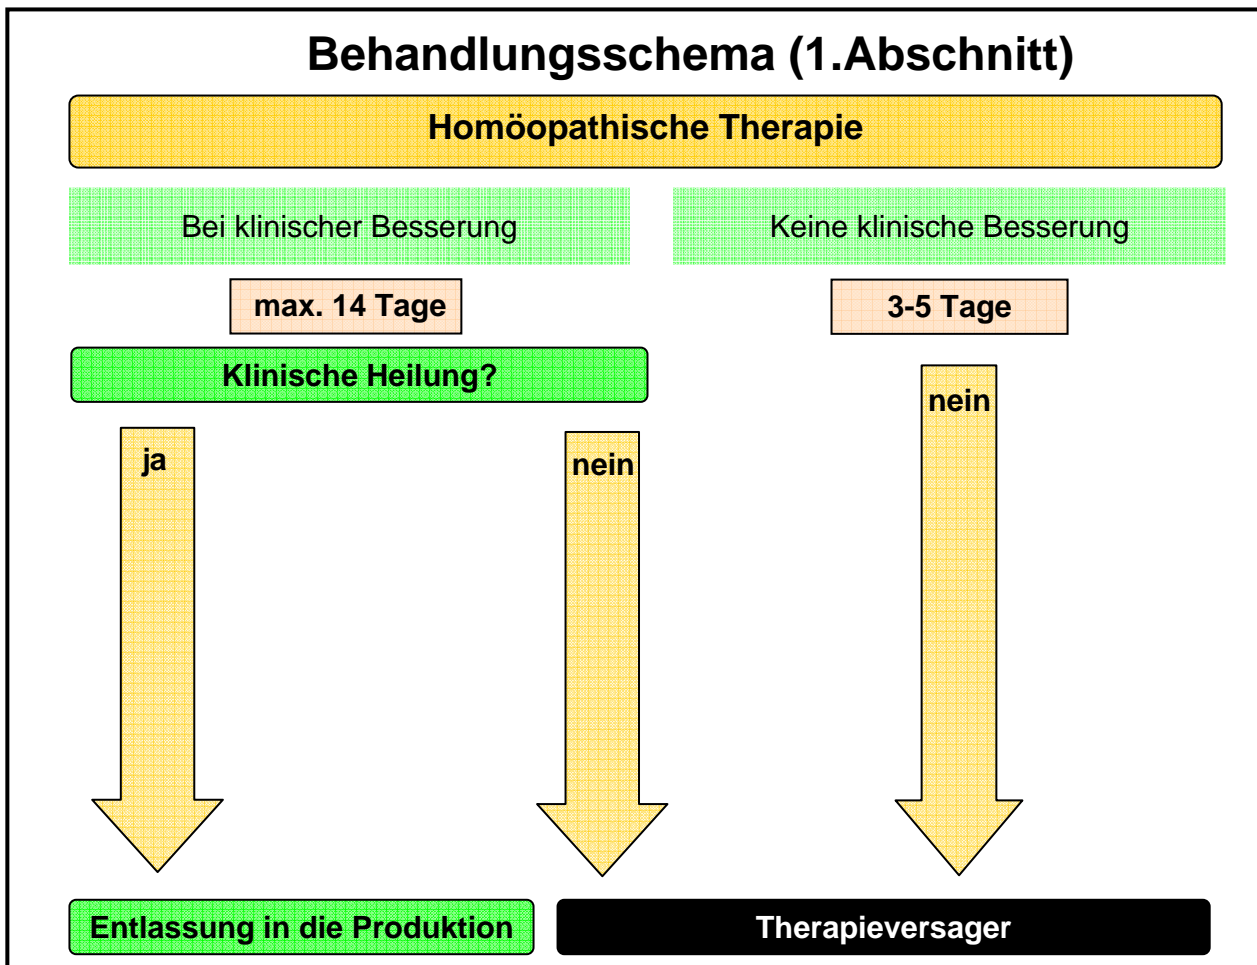 Behandlungsschema (1.Abschnitt)
Homöopathische Therapie
Bei klinischer Besserung
Keine klinische Besserung
max. 14 Tage
3-5 Tage
Klinische Heilung?
nein
ja
nein
Entlassung in die Produktion
Therapieversager